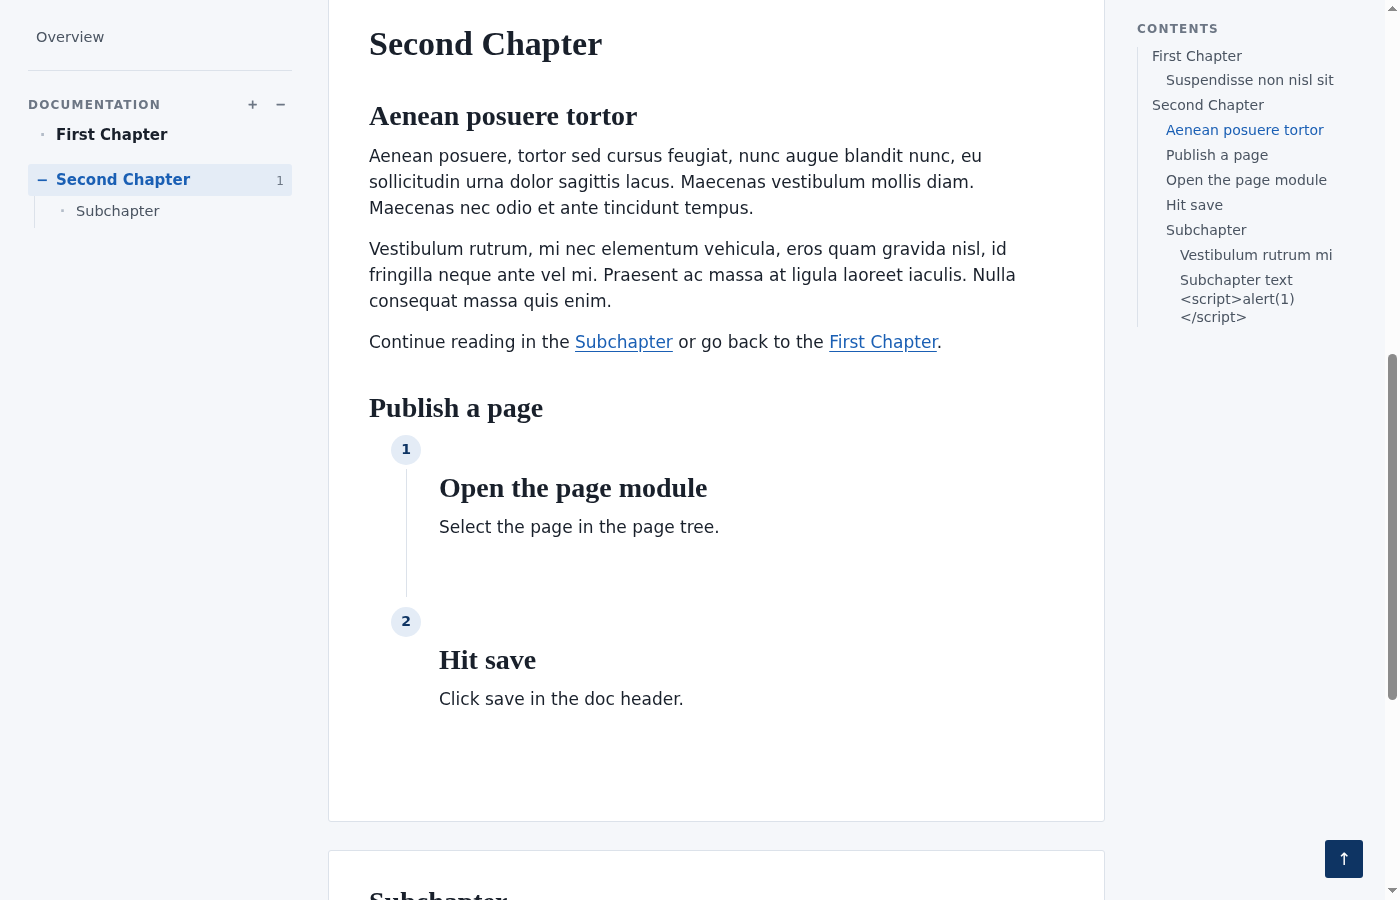 Overview
DOCUMENTATION + −
First Chapter
− Second Chapter 1
Subchapter
Second Chapter
Aenean posuere tortor
Aenean posuere, tortor sed cursus feugiat, nunc augue blandit nunc, eu
sollicitudin urna dolor sagittis lacus. Maecenas vestibulum mollis diam.
Maecenas nec odio et ante tincidunt tempus.
Vestibulum rutrum, mi nec elementum vehicula, eros quam gravida nisl, id
fringilla neque ante vel mi. Praesent ac massa at ligula laoreet iaculis. Nulla
consequat massa quis enim.
Continue reading in the Subchapter or go back to the First Chapter.
Publish a page
1
Open the page module
Select the page in the page tree.
2
Hit save
Click save in the doc header.
Subchapter
CONTENTS
First Chapter
Suspendisse non nisl sit
Second Chapter
Aenean posuere tortor
Publish a page
Open the page module
Hit save
Subchapter
Vestibulum rutrum mi
Subchapter text
<script>alert(1)
</script>
↑